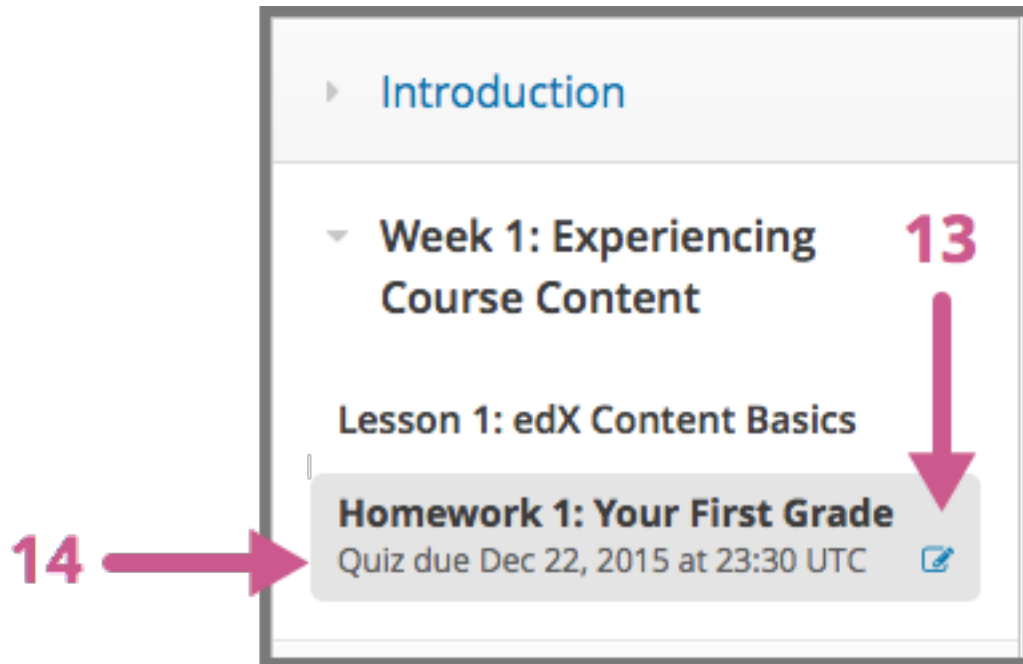 Introduction
Week 1: Experiencing
Course Content
13
Lesson 1: edX Content Basics
Homework 1: Your First Grade
Quiz due Dec 22, 2015 at 23:30 UTC
14